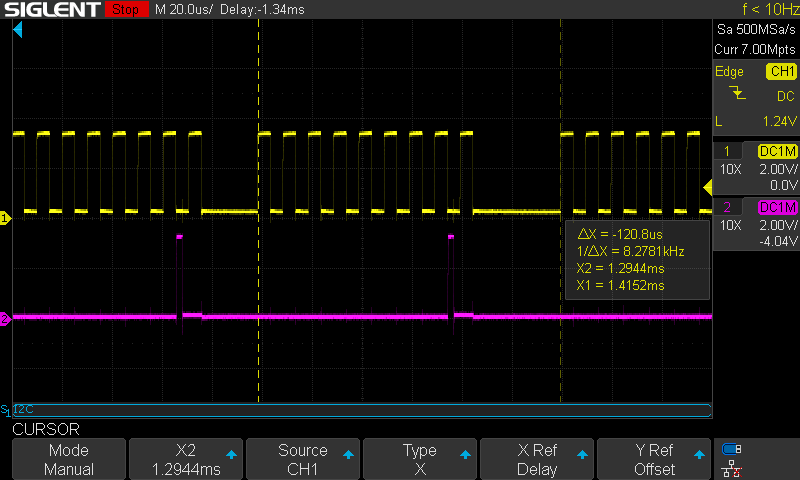 SIGLENT Stop M 20.0us/ Delay:-1.34ms f < 10Hz
Sa 500MSa/s
Curr 7.00Mpts
Edge CH1
DC
L 1.24V
1 DC1M
10X 2.00V/
0.0V
2 DC1M
10X 2.00V/
-4.04V
1
ΔX = -120.8us
1/ΔX = 8.2781kHz
X2 = 1.2944ms
X1 = 1.4152ms
2
S1 I2C
CURSOR
Mode X2 Source Type X Ref Y Ref
Manual 1.2944ms CH1 X Delay Offset